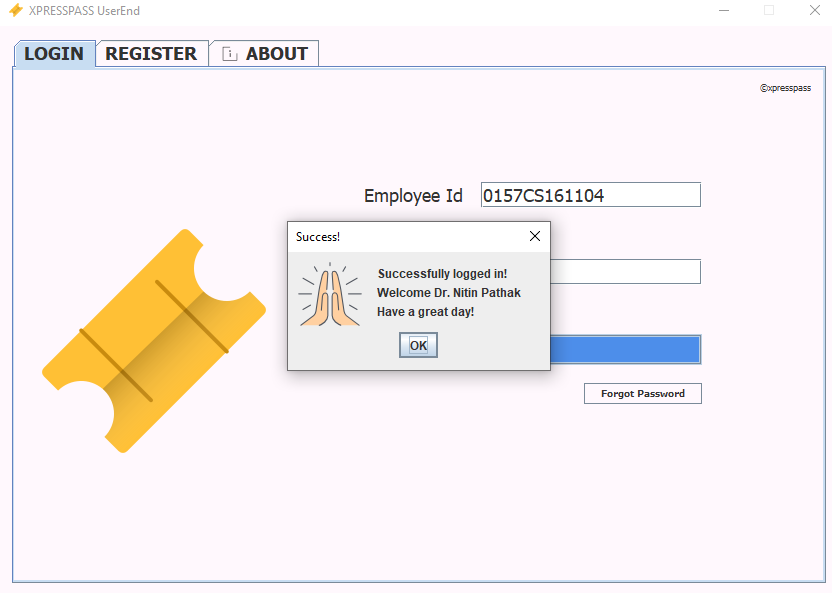 XPRESSPASS UserEnd
LOGIN REGISTER ABOUT
©xpresspass
Employee Id 0157CS161104
Success!
Successfully logged in!
Welcome Dr. Nitin Pathak
Have a great day!
OK
Forgot Password